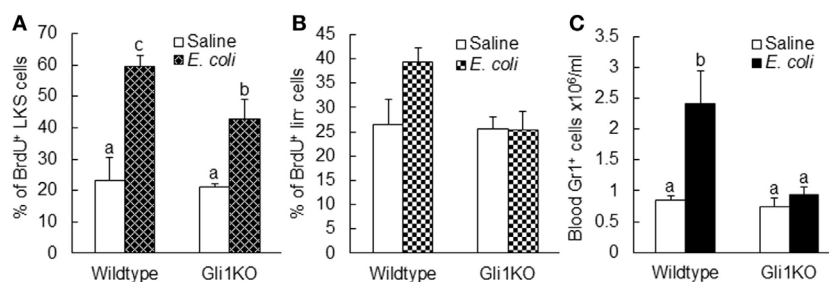 A
% of BrdU⁺ LKS cells
70
60
50
40
30
20
10
0
Saline
E. coli
a
c
a
b
Wildtype
Gli1KO
B
% of BrdU⁺ lin⁻ cells
45
40
35
30
25
20
15
10
5
0
Saline
E. coli
Wildtype
Gli1KO
C
Blood Gr1⁺ cells x10⁶/ml
3.5
3
2.5
2
1.5
1
0.5
0
Saline
E. coli
a
b
a
a
Wildtype
Gli1KO